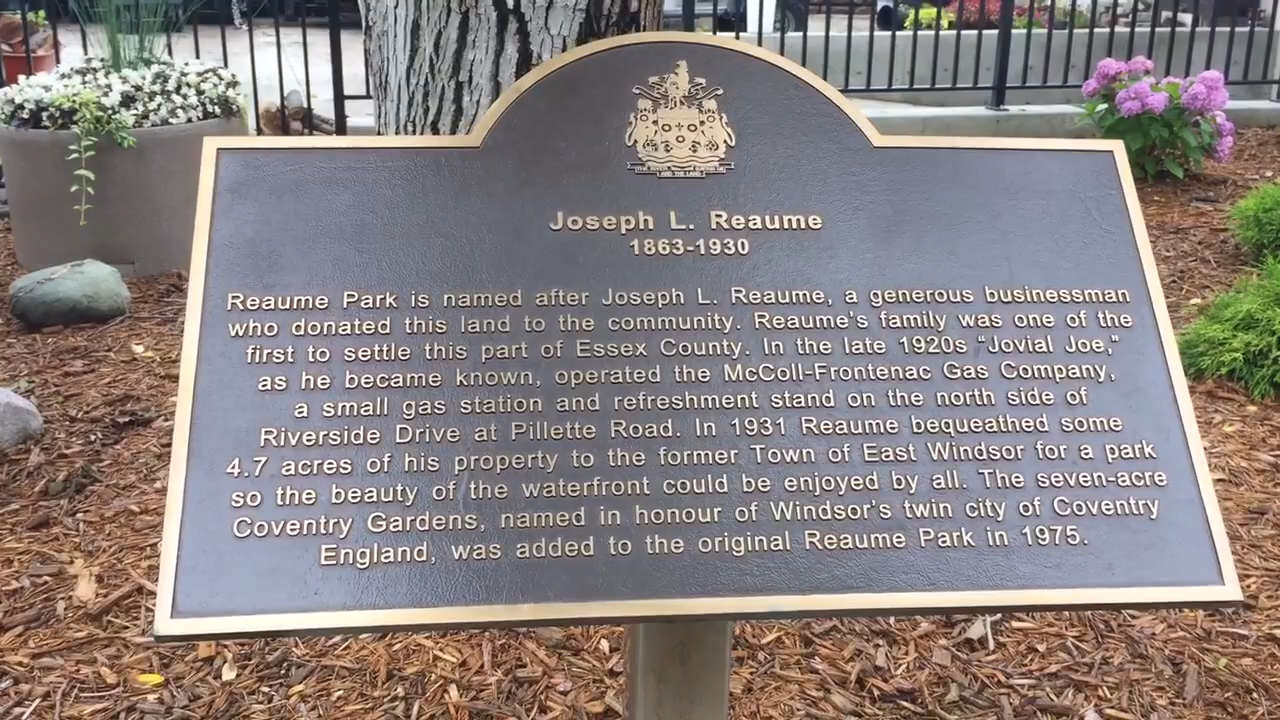 AND THE LAND
Joseph L. Reaume
1863-1930
Reaume Park is named after Joseph L. Reaume, a generous businessman
who donated this land to the community. Reaume's family was one of the
first to settle this part of Essex County. In the late 1920s "Jovial Joe,"
as he became known, operated the McColl-Frontenac Gas Company,
a small gas station and refreshment stand on the north side of
Riverside Drive at Pillette Road. In 1931 Reaume bequeathed some
4.7 acres of his property to the former Town of East Windsor for a park
so the beauty of the waterfront could be enjoyed by all. The seven-acre
Coventry Gardens, named in honour of Windsor's twin city of Coventry
England, was added to the original Reaume Park in 1975.